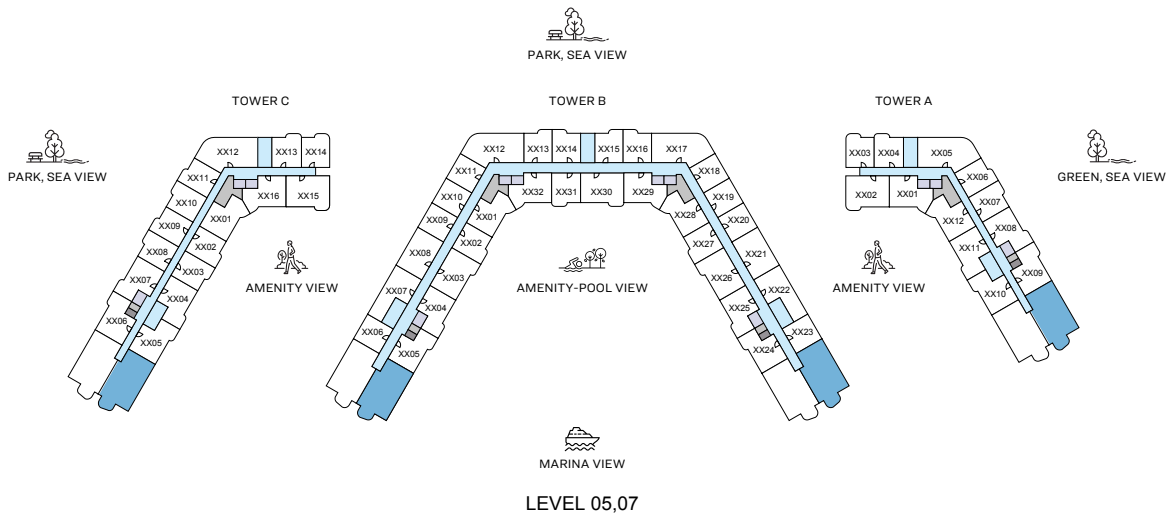 PARK, SEA VIEW
TOWER C
TOWER B
TOWER A
PARK, SEA VIEW
GREEN, SEA VIEW
XX12
XX13
XX14
XX11
XX10
XX09
XX08
XX07
XX06
XX05
XX04
XX03
XX02
XX01
XX16
XX15
XX12
XX13
XX14
XX15
XX16
XX17
XX11
XX10
XX09
XX08
XX07
XX06
XX05
XX04
XX03
XX02
XX01
XX32
XX31
XX30
XX29
XX28
XX27
XX26
XX25
XX24
XX23
XX22
XX21
XX20
XX19
XX18
XX03
XX04
XX05
XX02
XX01
XX06
XX07
XX08
XX09
XX12
XX11
XX10
AMENITY VIEW
AMENITY-POOL VIEW
AMENITY VIEW
MARINA VIEW
LEVEL 05,07